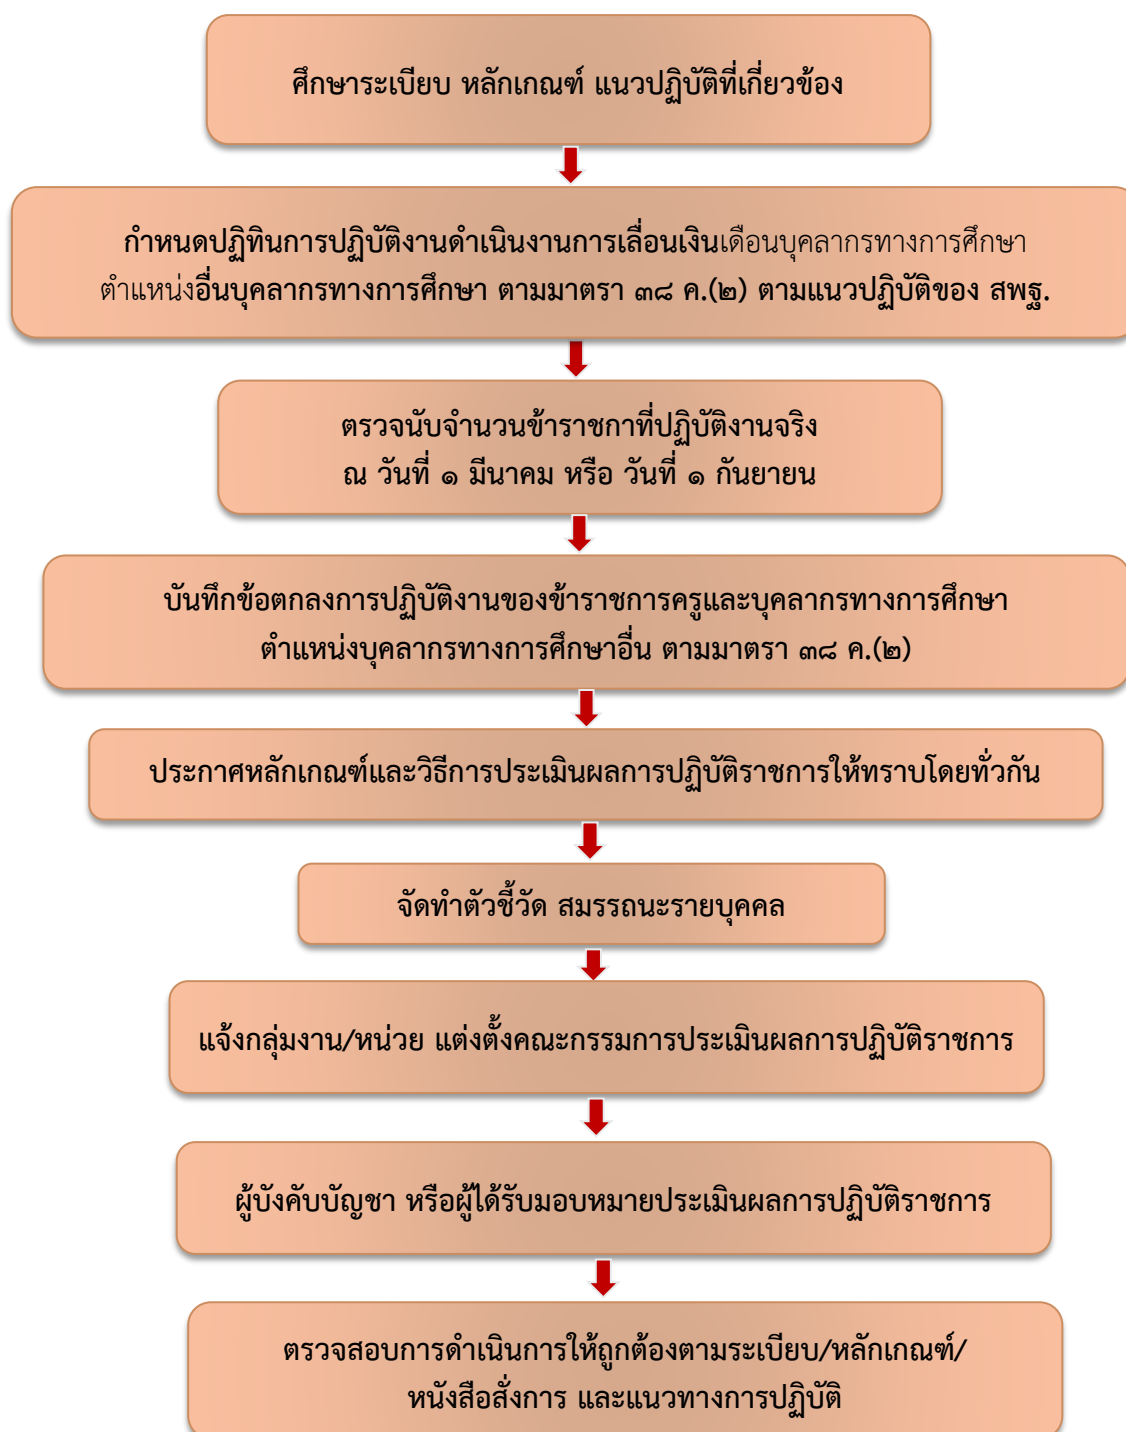 ศึกษาระเบียบ หลักเกณฑ์ แนวปฏิบัติที่เกี่ยวข้อง
กำหนดปฏิทินการปฏิบัติงานดำเนินงานการเลื่อนเงินเดือนบุคลากรทางการศึกษา
ตำแหน่งอื่นบุคลากรทางการศึกษา ตามมาตรา ๓๘ ค.(๒) ตามแนวปฏิบัติของ สพฐ.
ตรวจนับจำนวนข้าราชกาที่ปฏิบัติงานจริง
ณ วันที่ ๑ มีนาคม หรือ วันที่ ๑ กันยายน
บันทึกข้อตกลงการปฏิบัติงานของข้าราชการครูและบุคลากรทางการศึกษา
ตำแหน่งบุคลากรทางการศึกษาอื่น ตามมาตรา ๓๘ ค.(๒)
ประกาศหลักเกณฑ์และวิธีการประเมินผลการปฏิบัติราชการให้ทราบโดยทั่วกัน
จัดทำตัวชี้วัด สมรรถนะรายบุคคล
แจ้งกลุ่มงาน/หน่วย แต่งตั้งคณะกรรมการประเมินผลการปฏิบัติราชการ
ผู้บังคับบัญชา หรือผู้ได้รับมอบหมายประเมินผลการปฏิบัติราชการ
ตรวจสอบการดำเนินการให้ถูกต้องตามระเบียบ/หลักเกณฑ์/
หนังสือสั่งการ และแนวทางการปฏิบัติ